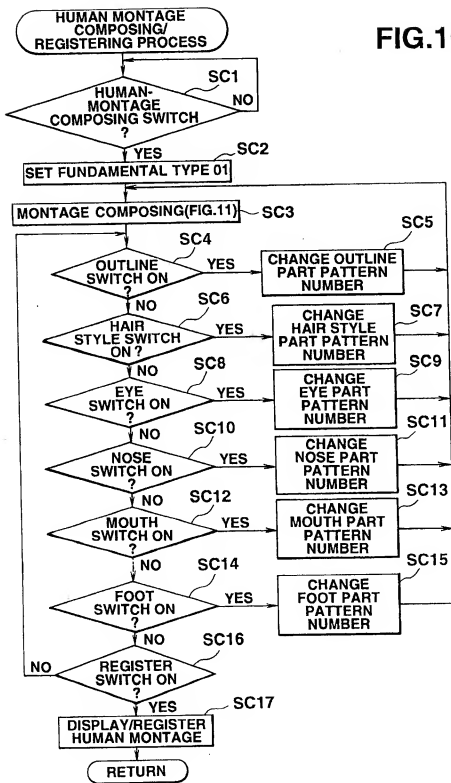 HUMAN MONTAGE
COMPOSING/
REGISTERING PROCESS
FIG.1
SC1
HUMAN-
MONTAGE
COMPOSING SWITCH
?
NO
YES
SC2
SET FUNDAMENTAL TYPE 01
MONTAGE COMPOSING(FIG.11)
SC3
SC4
OUTLINE
SWITCH ON
?
YES
NO
SC5
CHANGE OUTLINE
PART PATTERN
NUMBER
SC6
HAIR
STYLE SWITCH
ON ?
YES
NO
SC7
CHANGE
HAIR STYLE
PART PATTERN
NUMBER
SC8
EYE
SWITCH ON
?
YES
NO
SC9
CHANGE
EYE PART
PATTERN
NUMBER
SC10
NOSE
SWITCH ON
?
YES
NO
SC11
CHANGE
NOSE PART
PATTERN
NUMBER
SC12
MOUTH
SWITCH ON
?
YES
NO
SC13
CHANGE
MOUTH PART
PATTERN
NUMBER
SC14
FOOT
SWITCH ON
?
YES
NO
SC15
CHANGE
FOOT PART
PATTERN
NUMBER
SC16
REGISTER
SWITCH ON
?
NO
YES
SC17
DISPLAY/REGISTER
HUMAN MONTAGE
RETURN